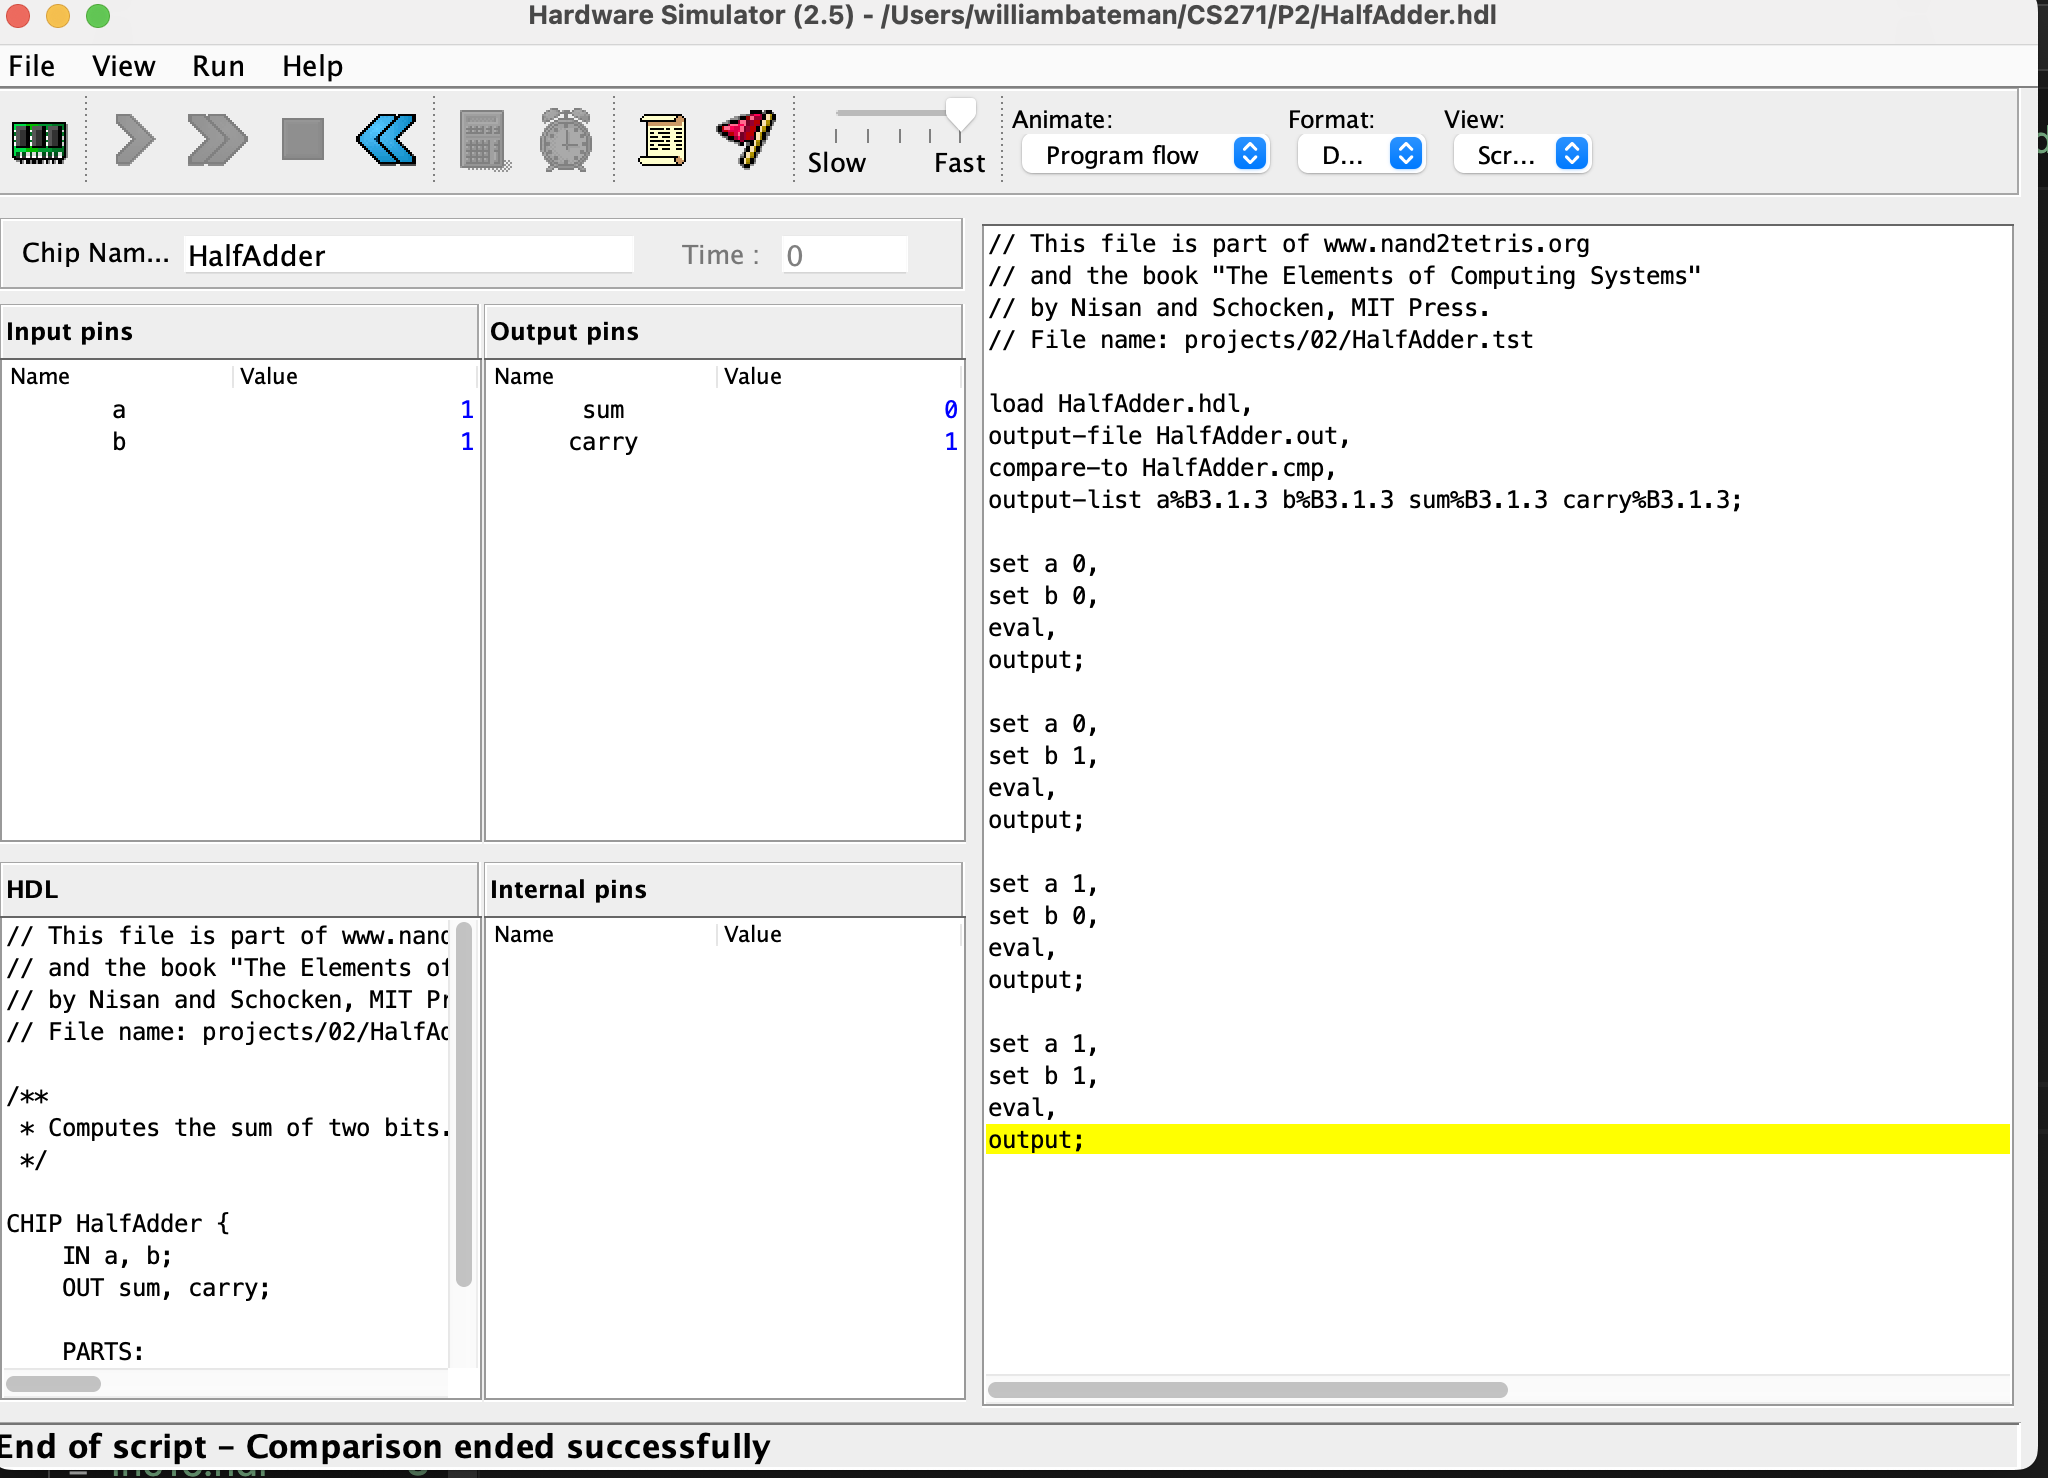 Hardware Simulator (2.5) - /Users/williambateman/CS271/P2/HalfAdder.hdl
File View Run Help
Animate: Format: View:
Slow Fast Program flow D... Scr...
Chip Nam... HalfAdder Time : 0
Input pins
Name Value
a 1
b 1
Output pins
Name Value
sum 0
carry 1
HDL
// This file is part of www.nand
// and the book "The Elements of
// by Nisan and Schocken, MIT Pr
// File name: projects/02/HalfAd
/**
* Computes the sum of two bits.
*/
CHIP HalfAdder {
IN a, b;
OUT sum, carry;
PARTS:
Internal pins
Name Value
// This file is part of www.nand2tetris.org
// and the book "The Elements of Computing Systems"
// by Nisan and Schocken, MIT Press.
// File name: projects/02/HalfAdder.tst
load HalfAdder.hdl,
output-file HalfAdder.out,
compare-to HalfAdder.cmp,
output-list a%B3.1.3 b%B3.1.3 sum%B3.1.3 carry%B3.1.3;
set a 0,
set b 0,
eval,
output;
set a 0,
set b 1,
eval,
output;
set a 1,
set b 0,
eval,
output;
set a 1,
set b 1,
eval,
output;
End of script - Comparison ended successfully